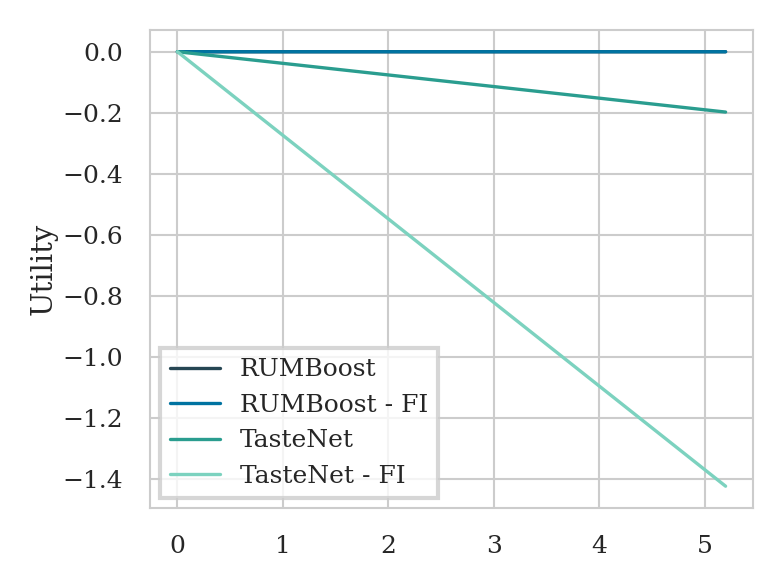 Utility
0.0
−0.2
−0.4
−0.6
−0.8
−1.0
−1.2
−1.4
RUMBoost
RUMBoost - FI
TasteNet
TasteNet - FI
0 1 2 3 4 5